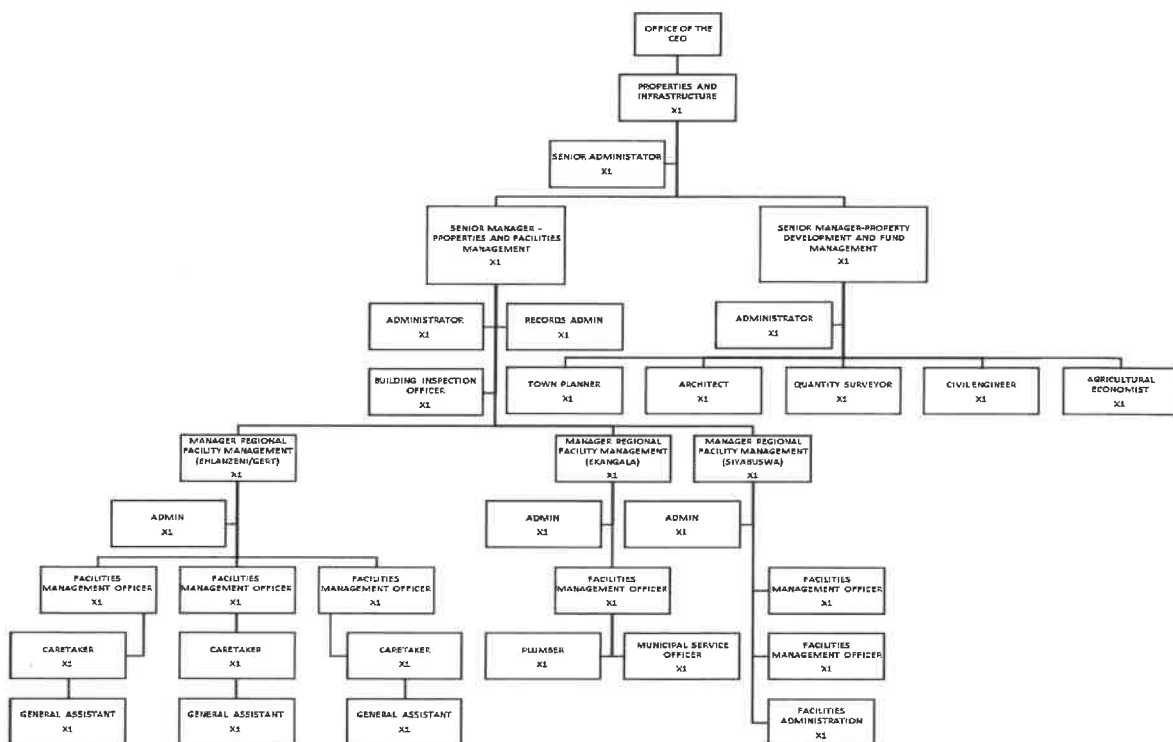 OFFICE OF THE
CEO
PROPERTIES AND
INFRASTRUCTURE
X1
SENIOR ADMINISTATOR
X1
SENIOR MANAGER –
PROPERTIES AND FACILITIES
MANAGEMENT
X1
SENIOR MANAGER-PROPERTY
DEVELOPMENT AND FUND
MANAGEMENT
X1
ADMINISTRATOR
X1
RECORDS ADMIN
X1
ADMINISTRATOR
X1
BUILDING INSPECTION
OFFICER
X1
TOWN PLANNER
X1
ARCHITECT
X1
QUANTITY SURVEYOR
X1
CIVIL ENGINEER
X1
AGRICULTURAL
ECONOMIST
X1
MANAGER REGIONAL
FACILITY MANAGEMENT
(EHLANZENI/GERT)
X1
MANAGER REGIONAL
FACILITY MANAGEMENT
(EKANGALA)
X1
MANAGER REGIONAL
FACILITY MANAGEMENT
(SIYABUSWA)
X1
ADMIN
X1
ADMIN
X1
ADMIN
X1
FACILITIES
MANAGEMENT OFFICER
X1
FACILITIES
MANAGEMENT OFFICER
X1
FACILITIES
MANAGEMENT OFFICER
X1
FACILITIES
MANAGEMENT OFFICER
X1
FACILITIES
MANAGEMENT OFFICER
X1
CARETAKER
X1
CARETAKER
X1
CARETAKER
X1
PLUMBER
X1
MUNICIPAL SERVICE
OFFICER
X1
FACILITIES
MANAGEMENT OFFICER
X1
GENERAL ASSISTANT
X1
GENERAL ASSISTANT
X1
GENERAL ASSISTANT
X1
FACILITIES
ADMINISTRATION
X1